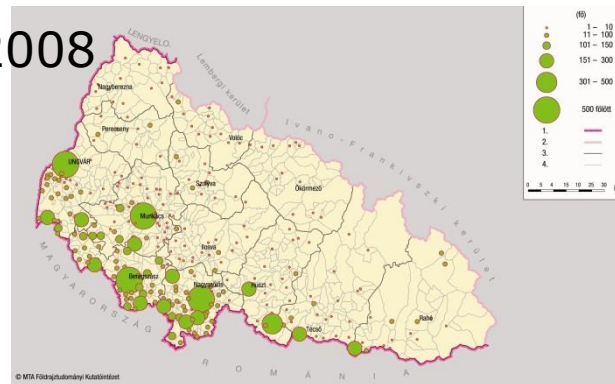 2008
LENGYELO.
Lembergi kerület
Ivano-Frankivszki kerület
Nagyberezna
Perecseny
Volóc
UNGVÁR
Szolyva
Ökörmező
Munkács
Ilosva
Beregszász
Nagyszőlős
Huszt
Técső
Rahó
MAGYARORSZÁG
ROMÁNIA
© MTA Földrajztudományi Kutatóintézet
(fő)
1 – 10
11 – 100
101 – 150
151 – 300
301 – 500
500 fölött
1.
2.
3.
4.
0 5 10 15 20 25 30